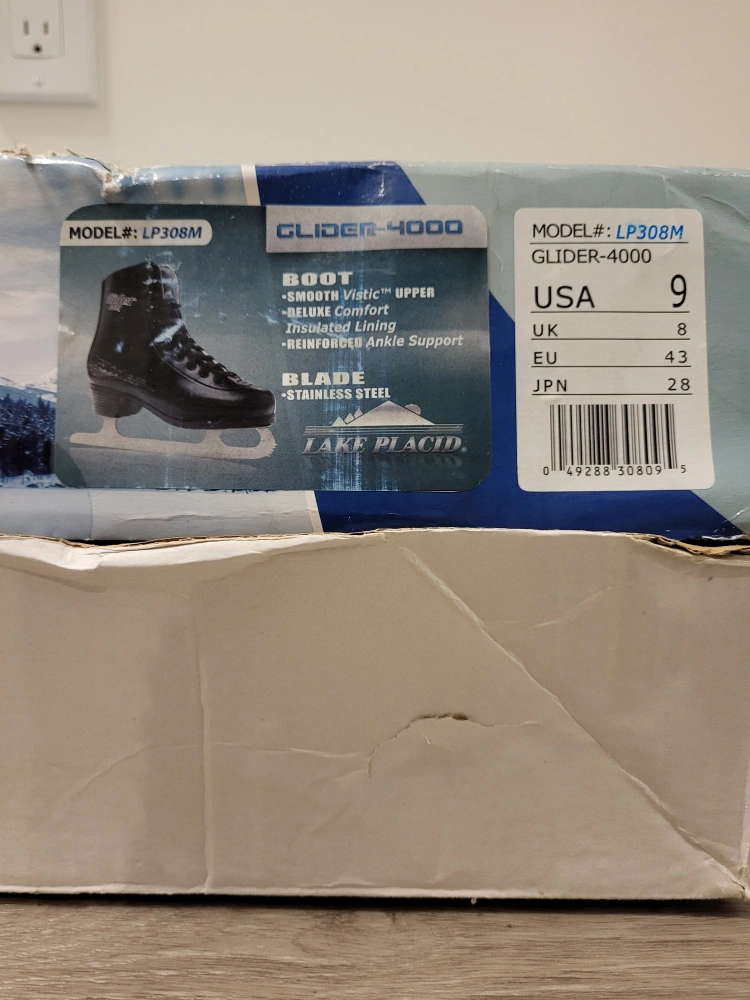 MODEL#: LP308M
GLIDER-4000
BOOT
•SMOOTH Vistic™ UPPER
•DELUXE Comfort
Insulated Lining
•REINFORCED Ankle Support
BLADE
•STAINLESS STEEL
LAKE PLACID®
MODEL#: LP308M
GLIDER-4000
USA 9
UK 8
EU 43
JPN 28
0 49288 30809 5